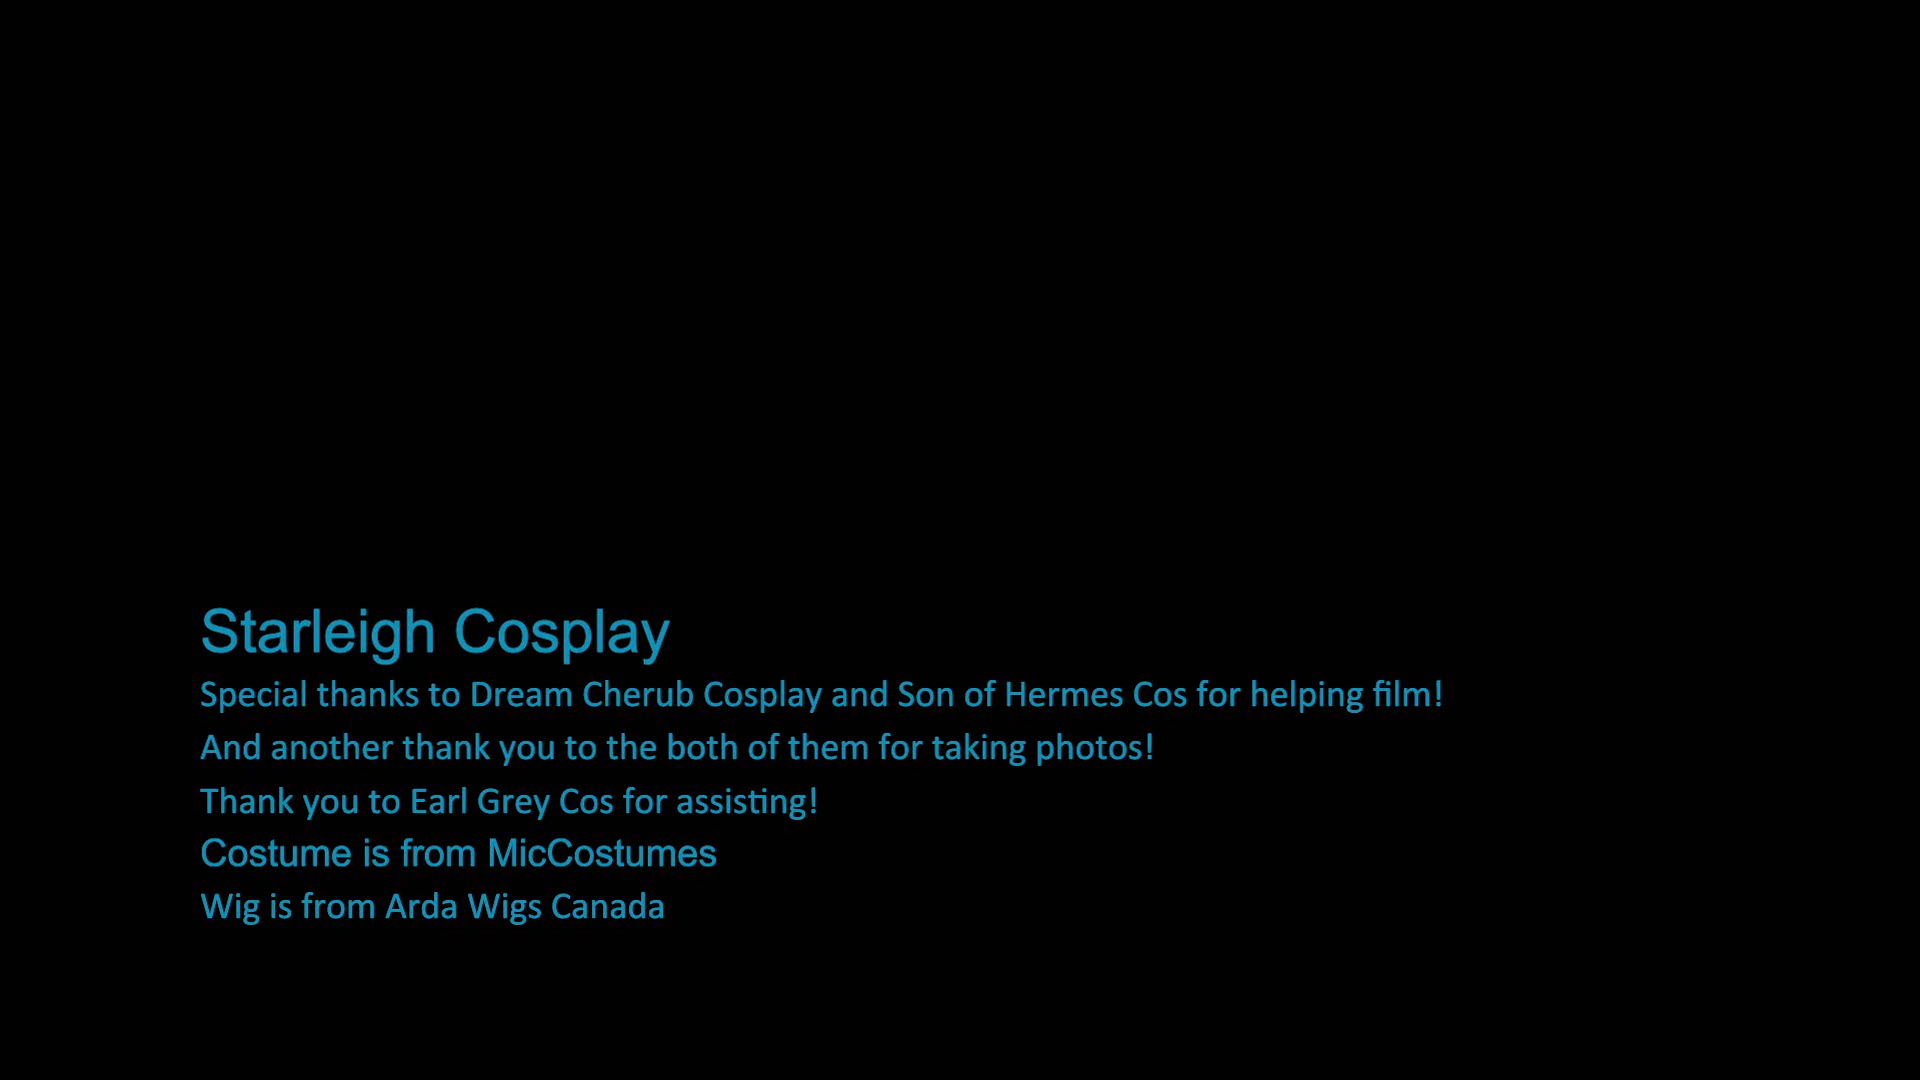 Starleigh Cosplay
Special thanks to Dream Cherub Cosplay and Son of Hermes Cos for helping film!
And another thank you to the both of them for taking photos!
Thank you to Earl Grey Cos for assisting!
Costume is from MicCostumes
Wig is from Arda Wigs Canada